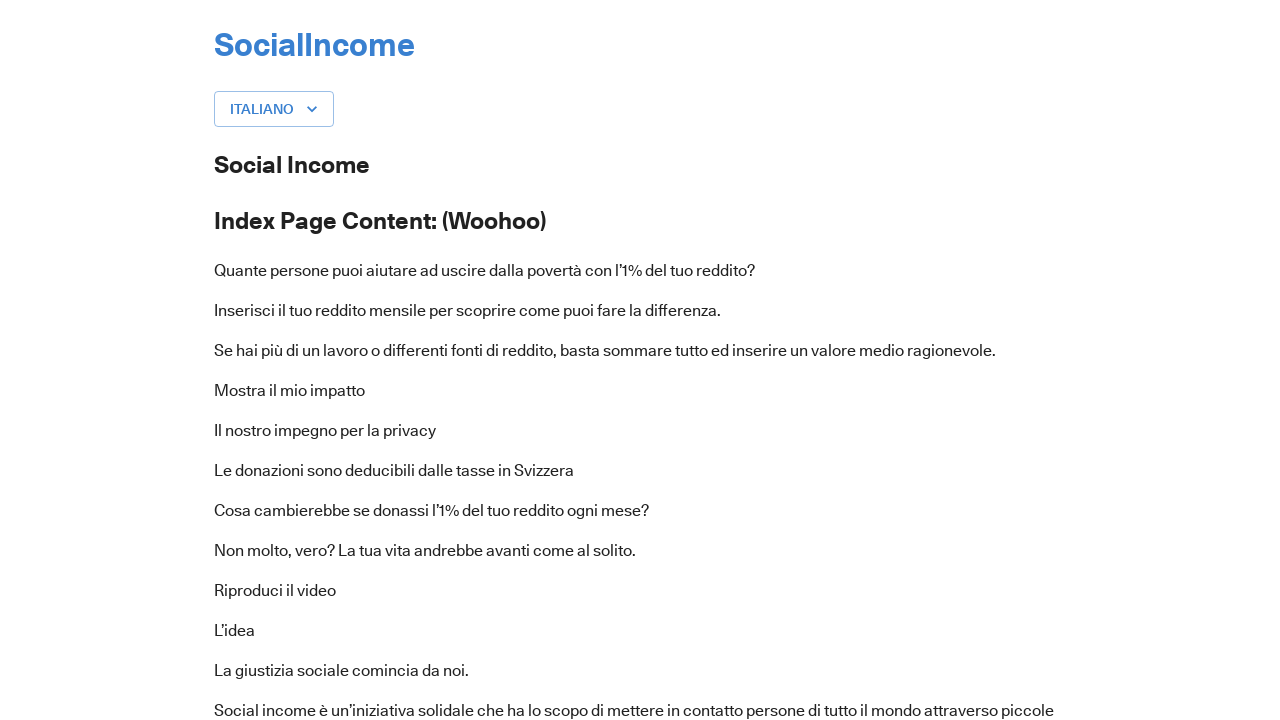 SocialIncome
ITALIANO
Social Income
Index Page Content: (Woohoo)
Quante persone puoi aiutare ad uscire dalla povertà con l'1% del tuo reddito?
Inserisci il tuo reddito mensile per scoprire come puoi fare la differenza.
Se hai più di un lavoro o differenti fonti di reddito, basta sommare tutto ed inserire un valore medio ragionevole.
Mostra il mio impatto
Il nostro impegno per la privacy
Le donazioni sono deducibili dalle tasse in Svizzera
Cosa cambierebbe se donassi l'1% del tuo reddito ogni mese?
Non molto, vero? La tua vita andrebbe avanti come al solito.
Riproduci il video
L’idea
La giustizia sociale comincia da noi.
Social income è un’iniziativa solidale che ha lo scopo di mettere in contatto persone di tutto il mondo attraverso piccole